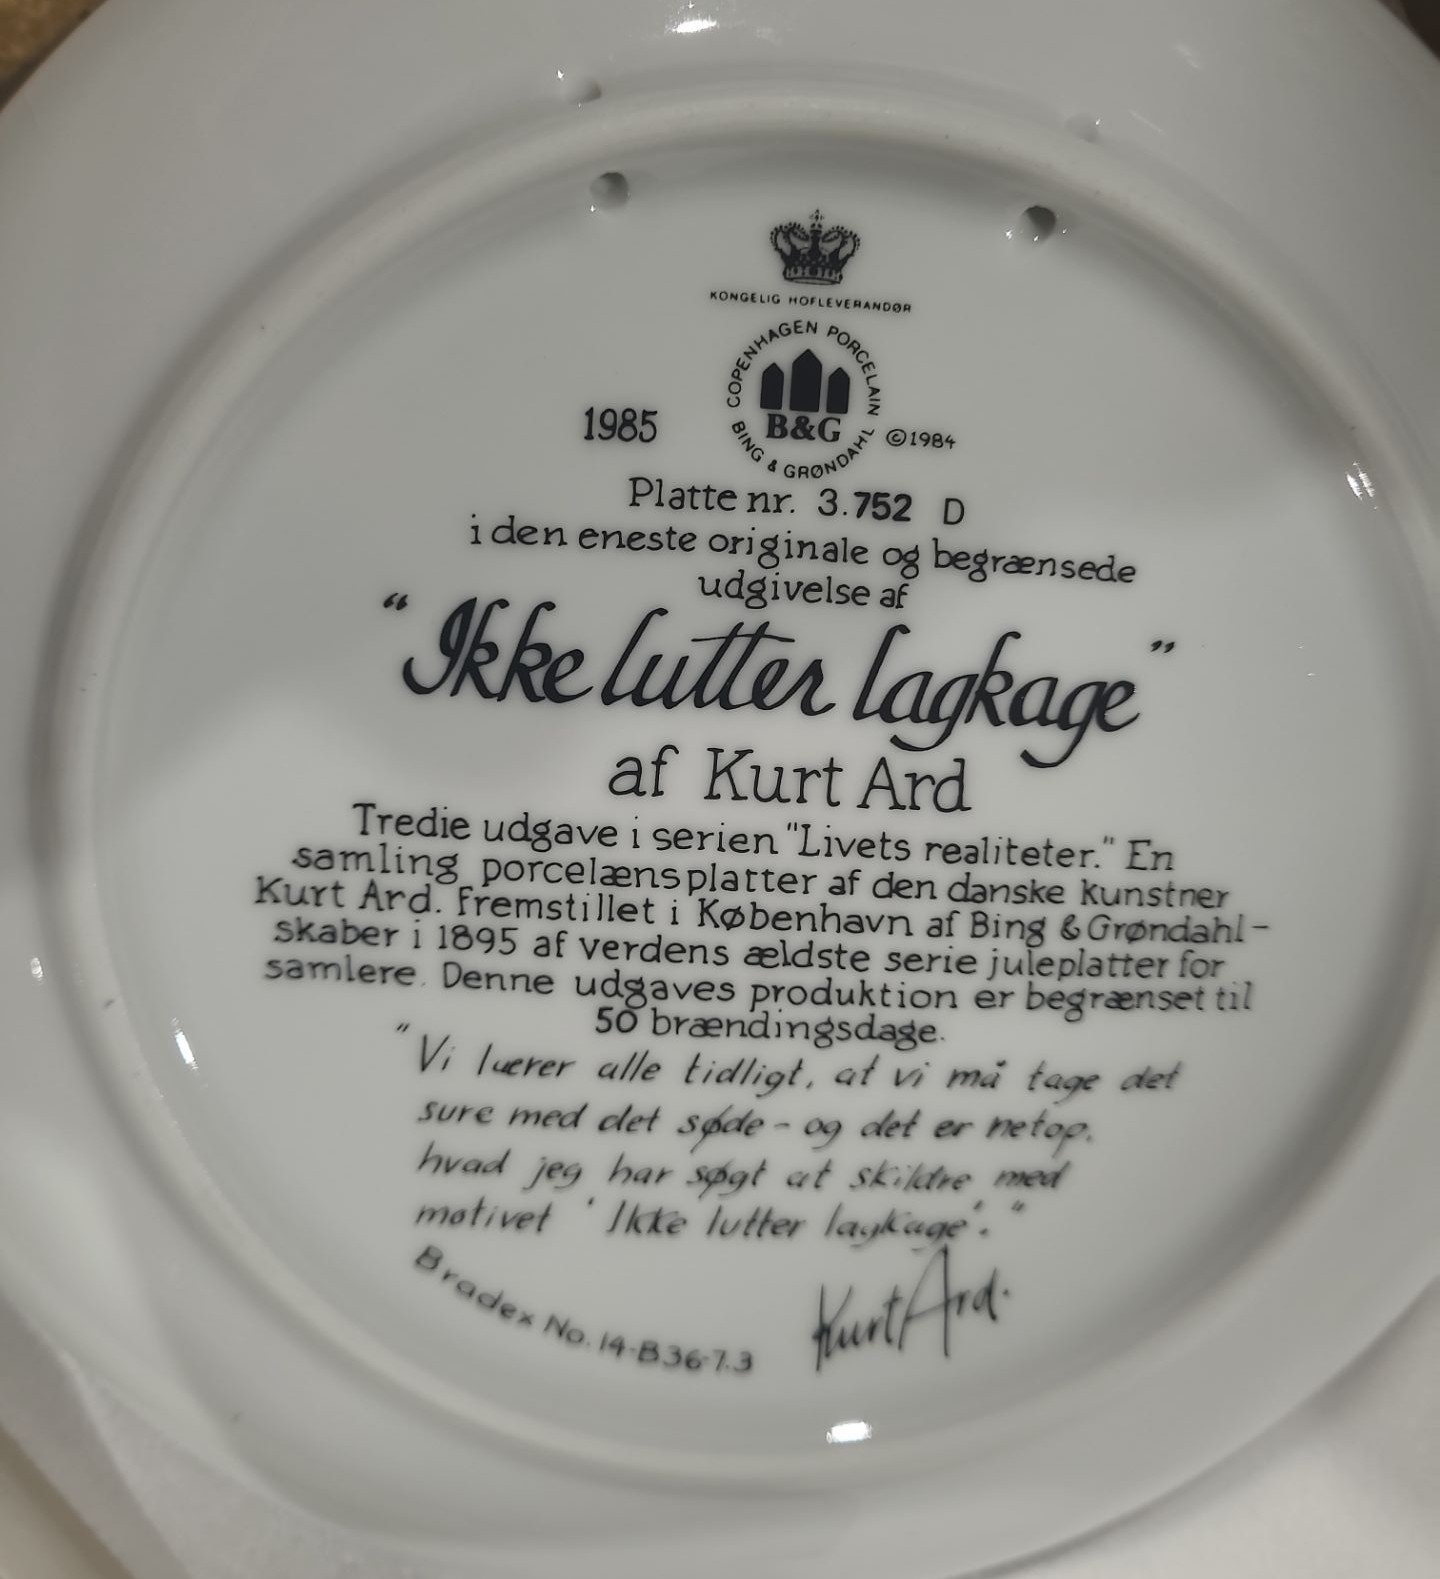 KONGELIG HOFLEVERANDØR
COPENHAGEN PORCELAIN
B&G
BING & GRØNDAHL
1985
©1984
Platte nr. 3.752 D
i den eneste originale og begrænsede
udgivelse af
"Ikke lutter lagkage"
af Kurt Ard
Tredie udgave i serien "Livets realiteter." En
samling porcelænsplatter af den danske kunstner
Kurt Ard. Fremstillet i København af Bing & Grøndahl-
skaber i 1895 af verdens ældste serie juleplatter for
samlere. Denne udgaves produktion er begrænset til
50 brændingsdage.
"Vi lærer alle tidligt, at vi må tage det
sure med det søde - og det er netop,
hvad jeg har søgt at skildre med
motivet 'Ikke lutter lagkage'."
Bradex No. 14-B36-7.3
Kurt Ard.